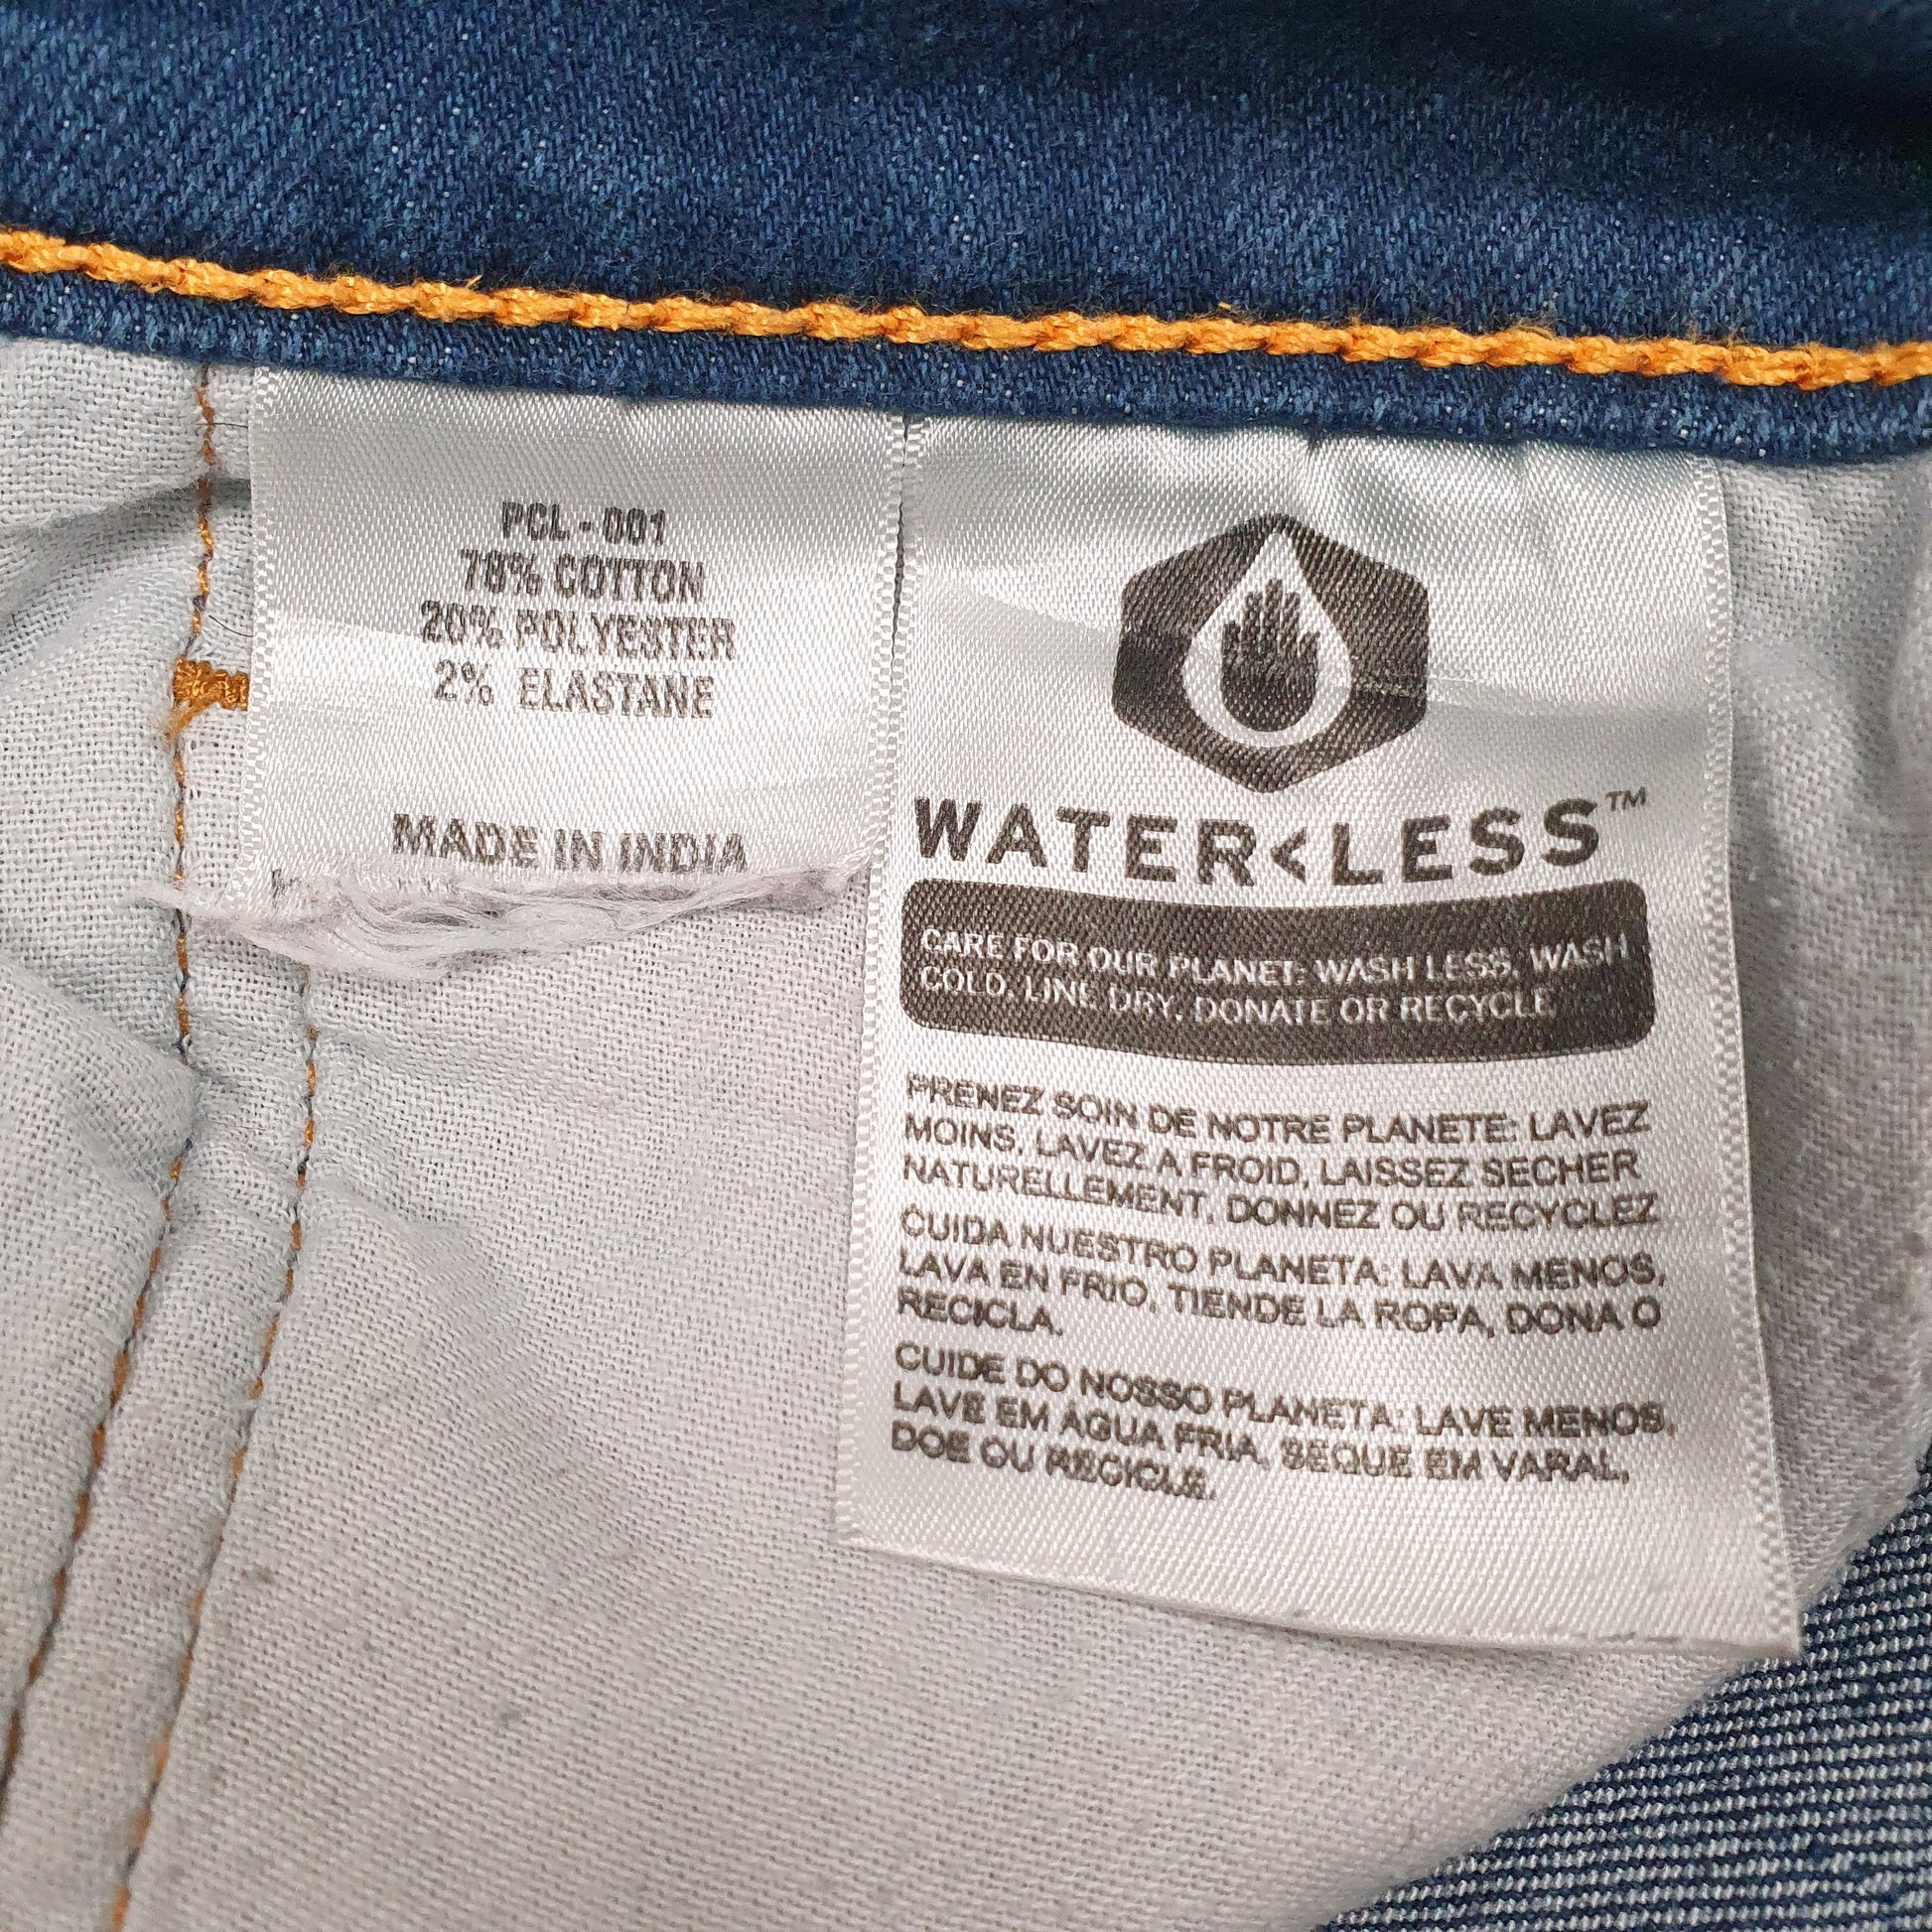 PCL - 001
78% COTTON
20% POLYESTER
2% ELASTANE
MADE IN INDIA
WATER<LESS™
CARE FOR OUR PLANET: WASH LESS, WASH
COLD, LINE DRY, DONATE OR RECYCLE
PRENEZ SOIN DE NOTRE PLANETE: LAVEZ
MOINS, LAVEZ A FROID, LAISSEZ SECHER
NATURELLEMENT, DONNEZ OU RECYCLEZ
CUIDA NUESTRO PLANETA: LAVA MENOS,
LAVA EN FRIO, TIENDE LA ROPA, DONA O
RECICLA.
CUIDE DO NOSSO PLANETA: LAVE MENOS,
LAVE EM ÁGUA FRIA, SEQUE EM VARAL,
DOE OU RECICLE.